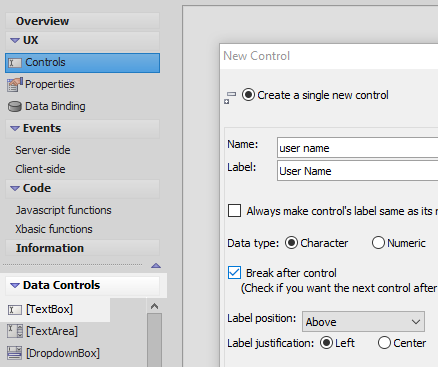 Overview
UX
Controls
Properties
Data Binding
Events
Server-side
Client-side
Code
Javascript functions
Xbasic functions
Information
Data Controls
[TextBox]
[TextArea]
[DropdownBox]
New Control
Create a single new control
Name: user name
Label: User Name
Always make control's label same as its
Data type: Character Numeric
Break after control
(Check if you want the next control after
Label position: Above
Label justification: Left Center